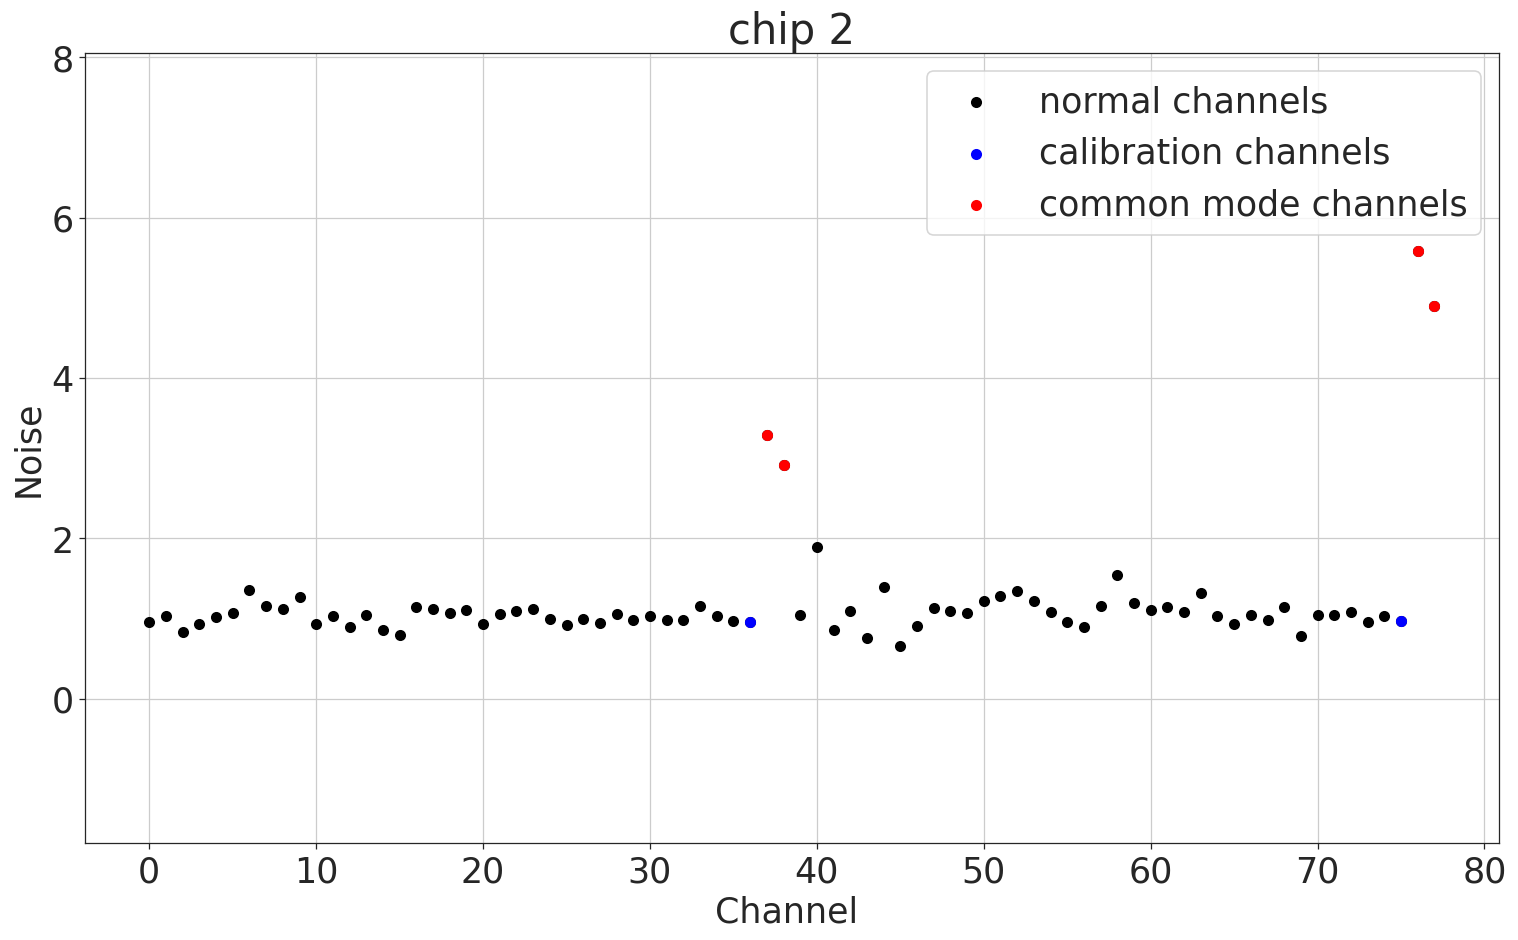 chip 2
8
6
4
2
0
Noise
normal channels
calibration channels
common mode channels
0 10 20 30 40 50 60 70 80
Channel